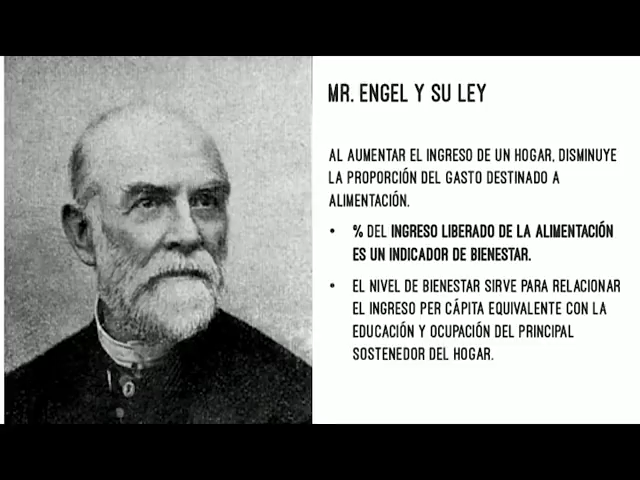 MR. ENGEL Y SU LEY
AL AUMENTAR EL INGRESO DE UN HOGAR, DISMINUYE
LA PROPORCIÓN DEL GASTO DESTINADO A
ALIMENTACIÓN.
• % DEL INGRESO LIBERADO DE LA ALIMENTACIÓN
ES UN INDICADOR DE BIENESTAR.
• EL NIVEL DE BIENESTAR SIRVE PARA RELACIONAR
EL INGRESO PER CÁPITA EQUIVALENTE CON LA
EDUCACIÓN Y OCUPACIÓN DEL PRINCIPAL
SOSTENEDOR DEL HOGAR.